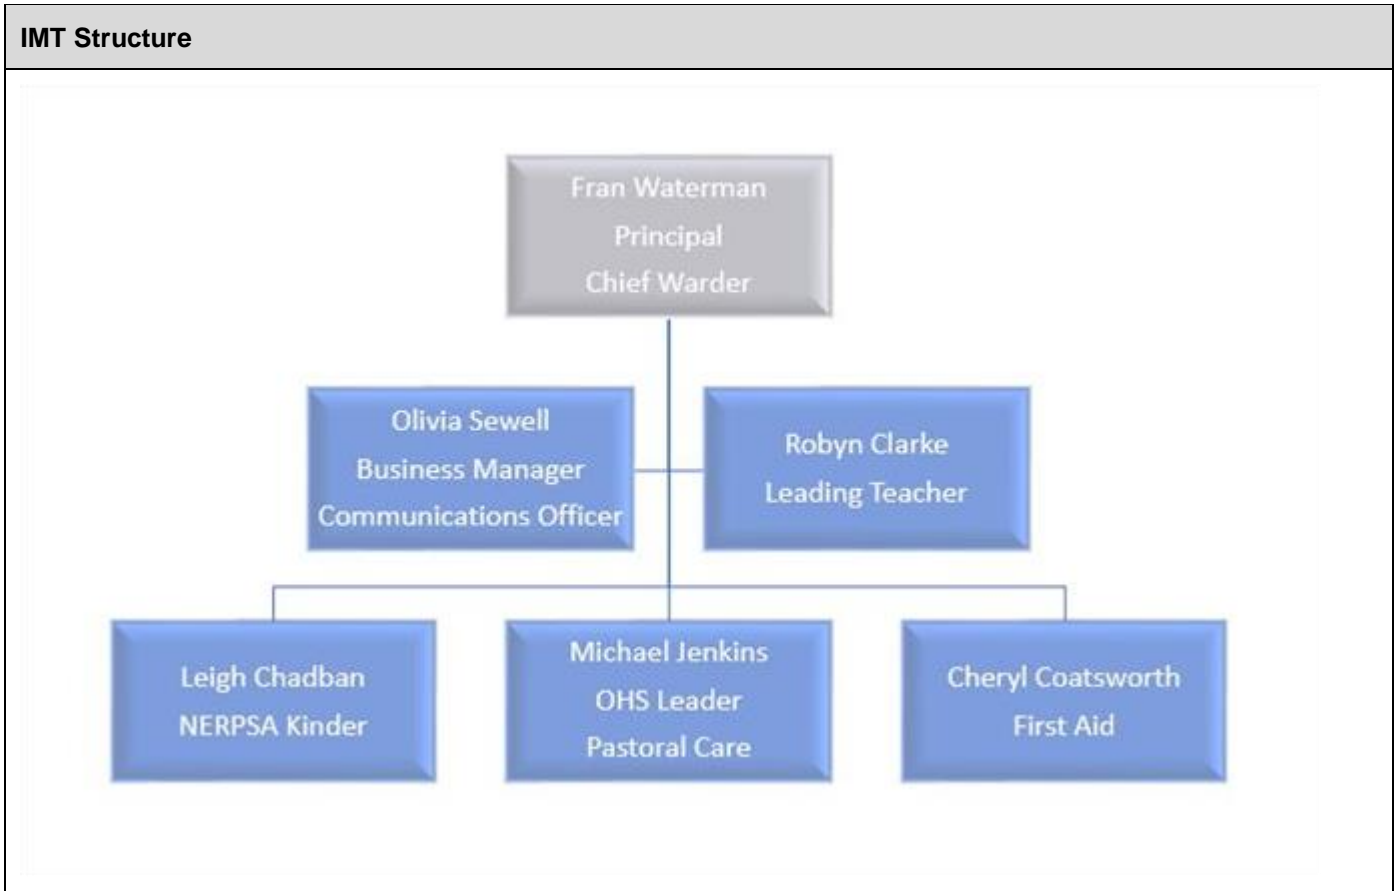 IMT Structure
Fran Waterman
Principal
Chief Warder
Olivia Sewell
Business Manager
Communications Officer
Robyn Clarke
Leading Teacher
Leigh Chadban
NERPSA Kinder
Michael Jenkins
OHS Leader
Pastoral Care
Cheryl Coatsworth
First Aid